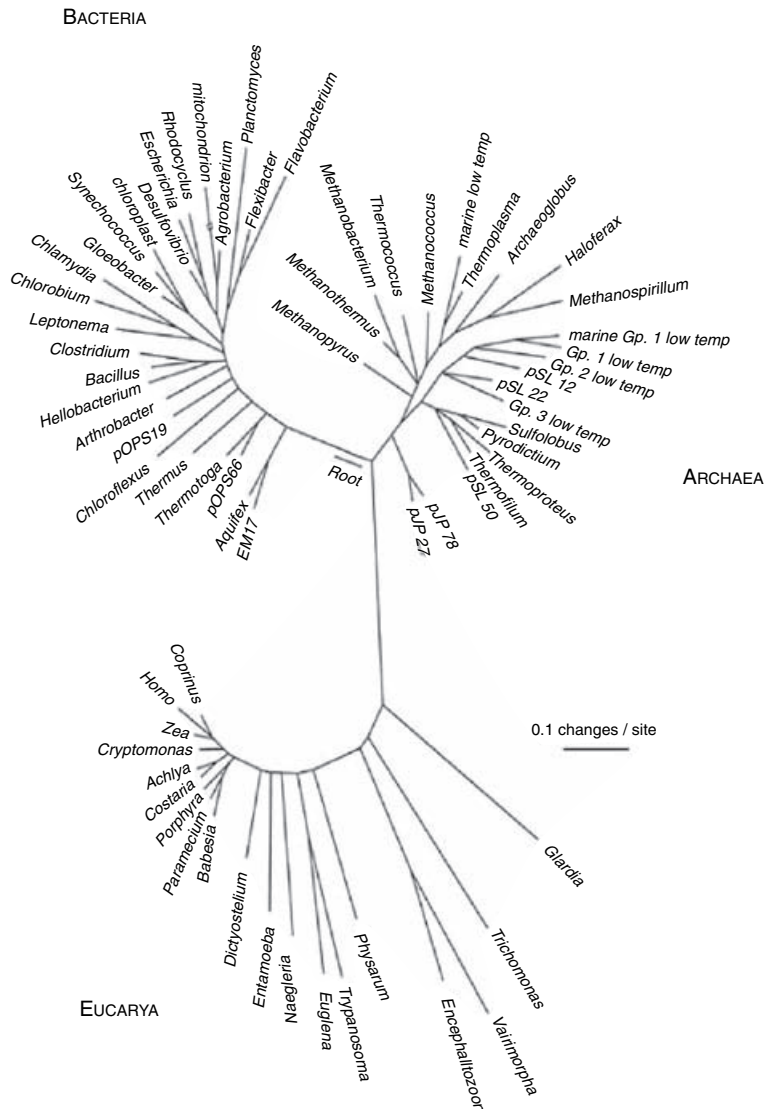 BACTERIA
Planctomyces
Flavobacterium
mitochondrion
Rhodocyclus
Escherichia
Desulfovibrio
Agrobacterium
Flexibacter
chloroplast
Synechococcus
Gloeobacter
Chlamydia
Chlorobium
Leptonema
Clostridium
Bacillus
Hellobacterium
Arthrobacter
pOPS19
Chloroflexus
Thermus
Thermotoga
pOPS66
Aquifex
EM17
Root
Methanopyrus
Methanothermus
Methanobacterium
Thermococcus
Methanococcus
marine low temp
Thermoplasma
Archaeoglobus
Haloferax
Methanospirillum
marine Gp. 1 low temp
Gp. 1 low temp
Gp. 2 low temp
pSL 12
pSL 22
Gp. 3 low temp
Sulfolobus
Pyrodictium
Thermoproteus
Thermofilum
pSL 50
pJP 78
pJP 27
ARCHAEA
Coprinus
Homo
Zea
Cryptomonas
Achlya
Costaria
Porphyra
Paramecium
Babesia
Dictyostelium
Entamoeba
Naegleria
Euglena
Trypanosoma
Physarum
Encephalltozoor
Vairimorpha
Trichomonas
Glardia
0.1 changes / site
EUCARYA